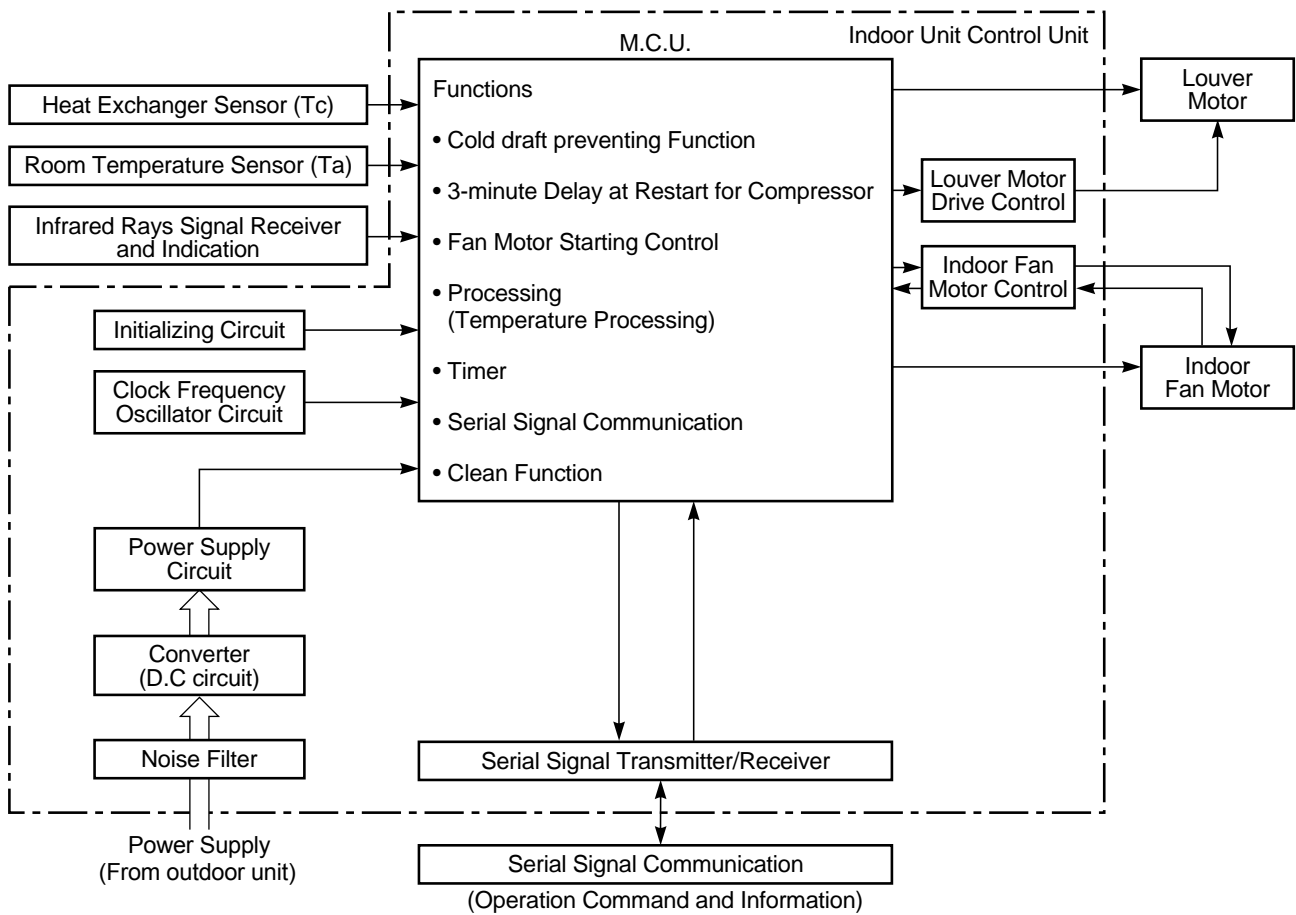 M.C.U.
Indoor Unit Control Unit
Heat Exchanger Sensor (Tc)
Room Temperature Sensor (Ta)
Infrared Rays Signal Receiver
and Indication
Initializing Circuit
Clock Frequency
Oscillator Circuit
Power Supply
Circuit
Converter
(D.C circuit)
Noise Filter
Power Supply
(From outdoor unit)
Functions
• Cold draft preventing Function
• 3-minute Delay at Restart for Compressor
• Fan Motor Starting Control
• Processing
(Temperature Processing)
• Timer
• Serial Signal Communication
• Clean Function
Louver
Motor
Louver Motor
Drive Control
Indoor Fan
Motor Control
Indoor
Fan Motor
Serial Signal Transmitter/Receiver
Serial Signal Communication
(Operation Command and Information)